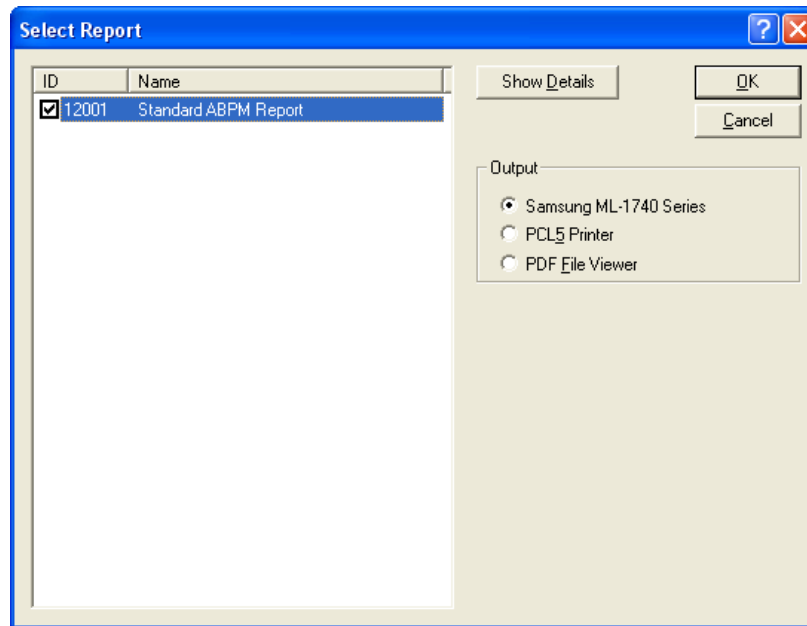 Select Report
ID Name
12001 Standard ABPM Report
Show Details
OK
Cancel
Output
Samsung ML-1740 Series
PCL5 Printer
PDF File Viewer